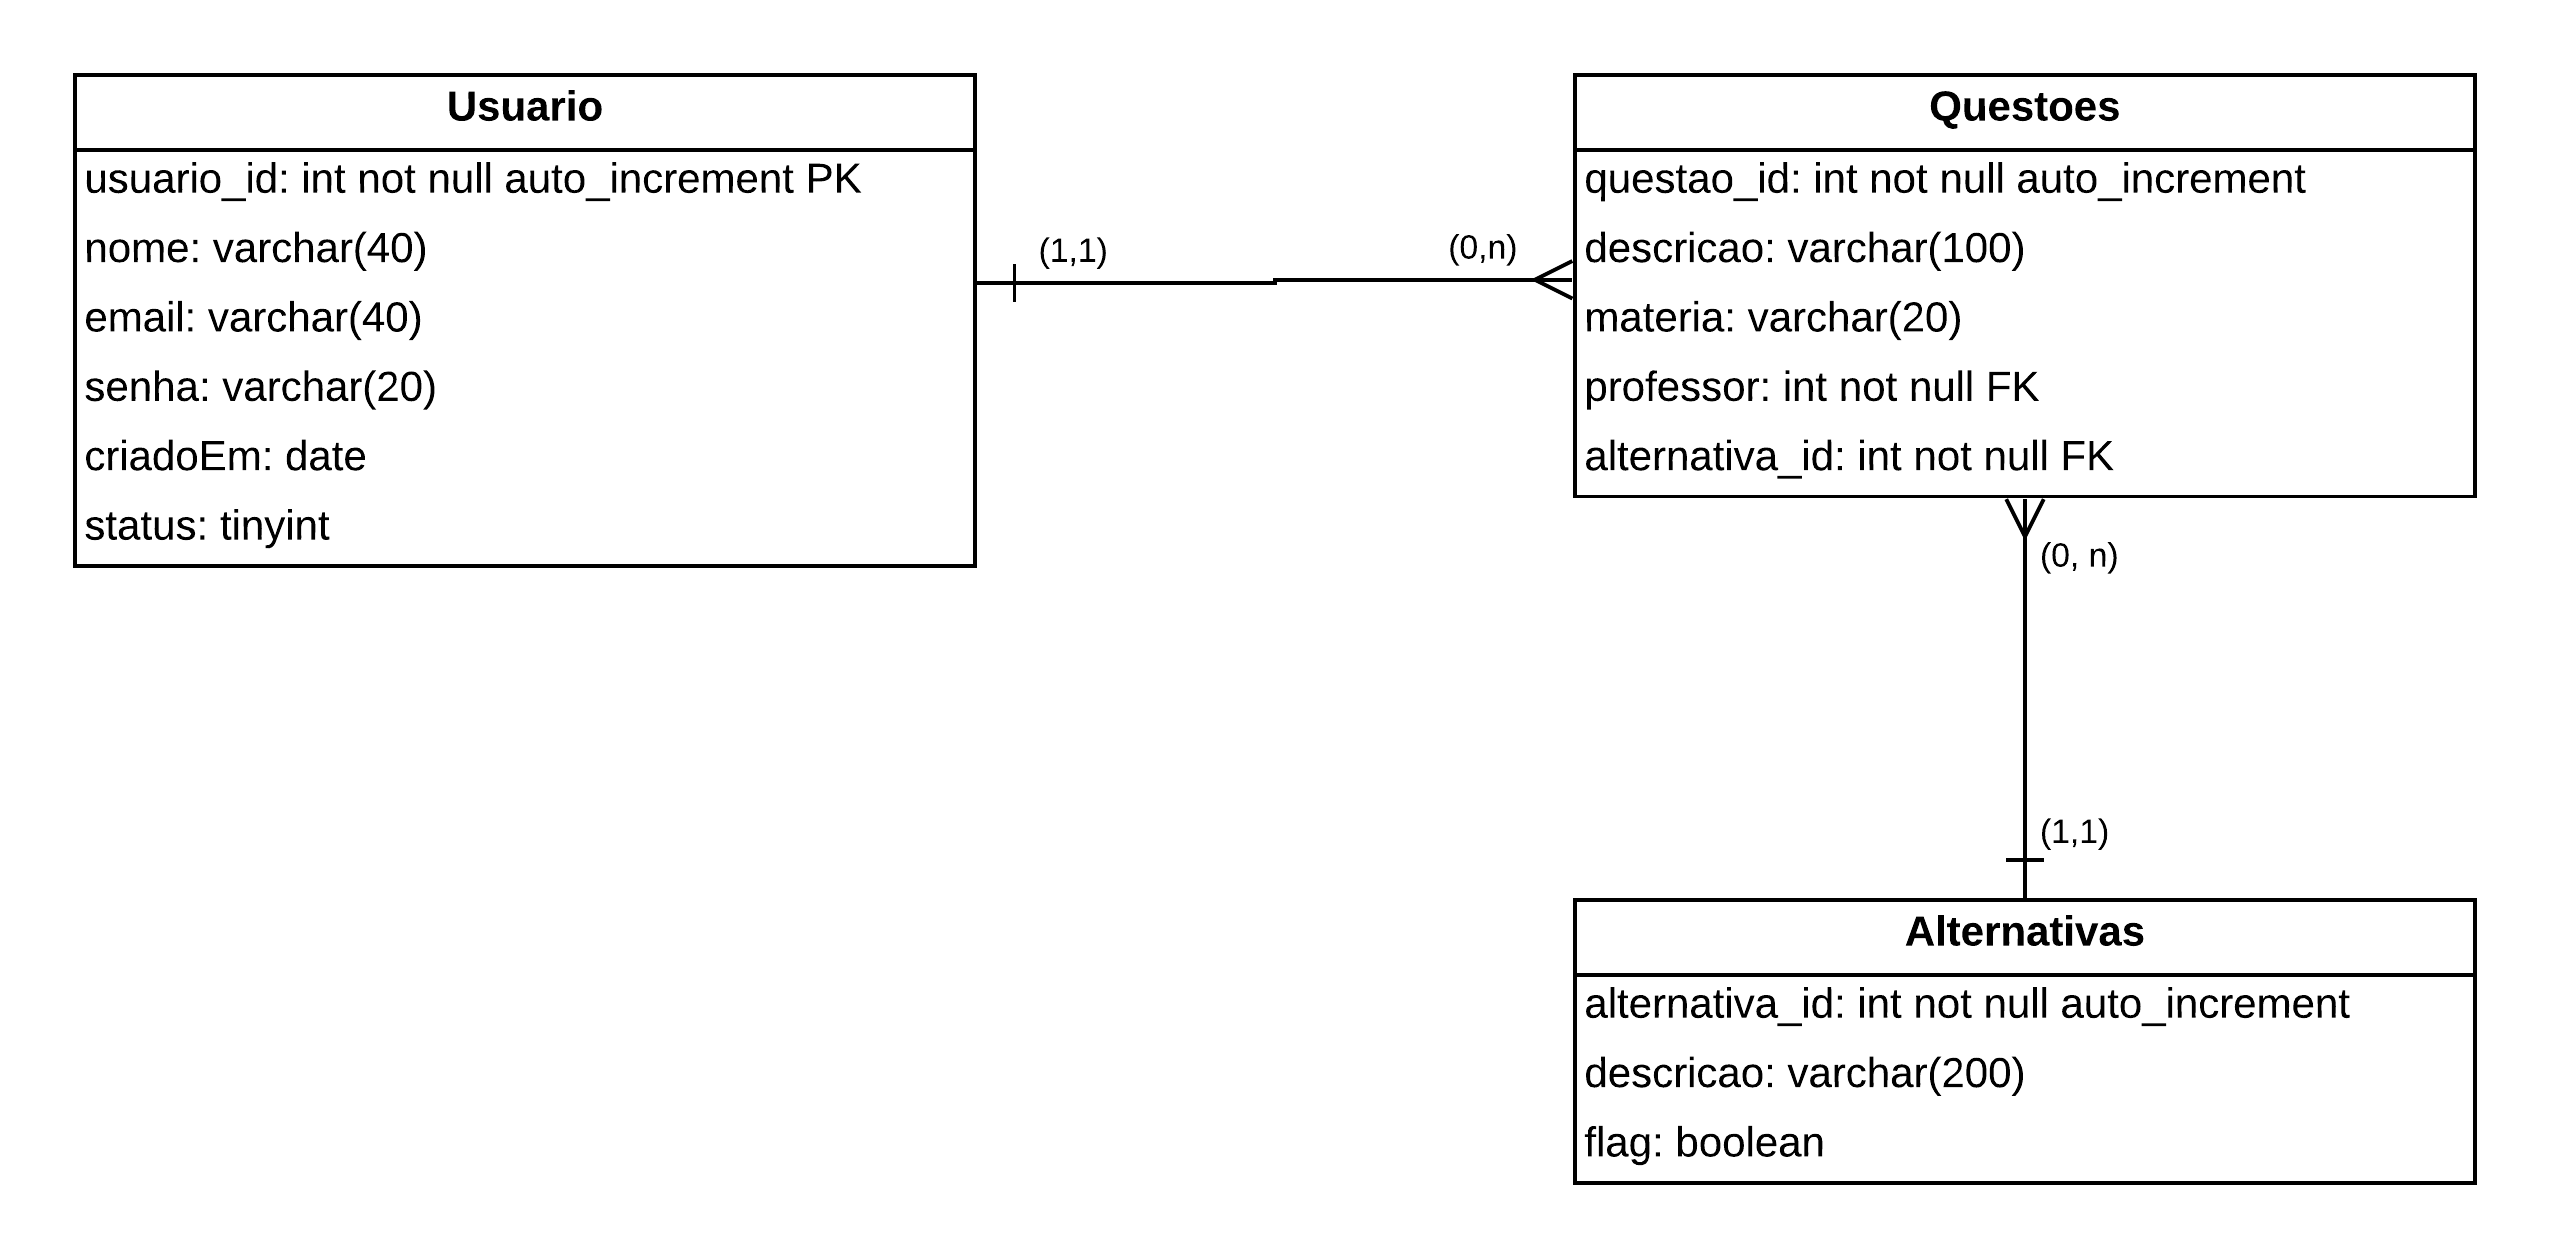 Usuario
usuario_id: int not null auto_increment PK
nome: varchar(40)
email: varchar(40)
senha: varchar(20)
criadoEm: date
status: tinyint
(1,1)
(0,n)
Questoes
questao_id: int not null auto_increment
descricao: varchar(100)
materia: varchar(20)
professor: int not null FK
alternativa_id: int not null FK
(0, n)
(1,1)
Alternativas
alternativa_id: int not null auto_increment
descricao: varchar(200)
flag: boolean